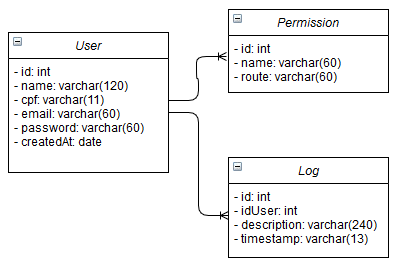 User
- id: int
- name: varchar(120)
- cpf: varchar(11)
- email: varchar(60)
- password: varchar(60)
- createdAt: date
Permission
- id: int
- name: varchar(60)
- route: varchar(60)
Log
- id: int
- idUser: int
- description: varchar(240)
- timestamp: varchar(13)